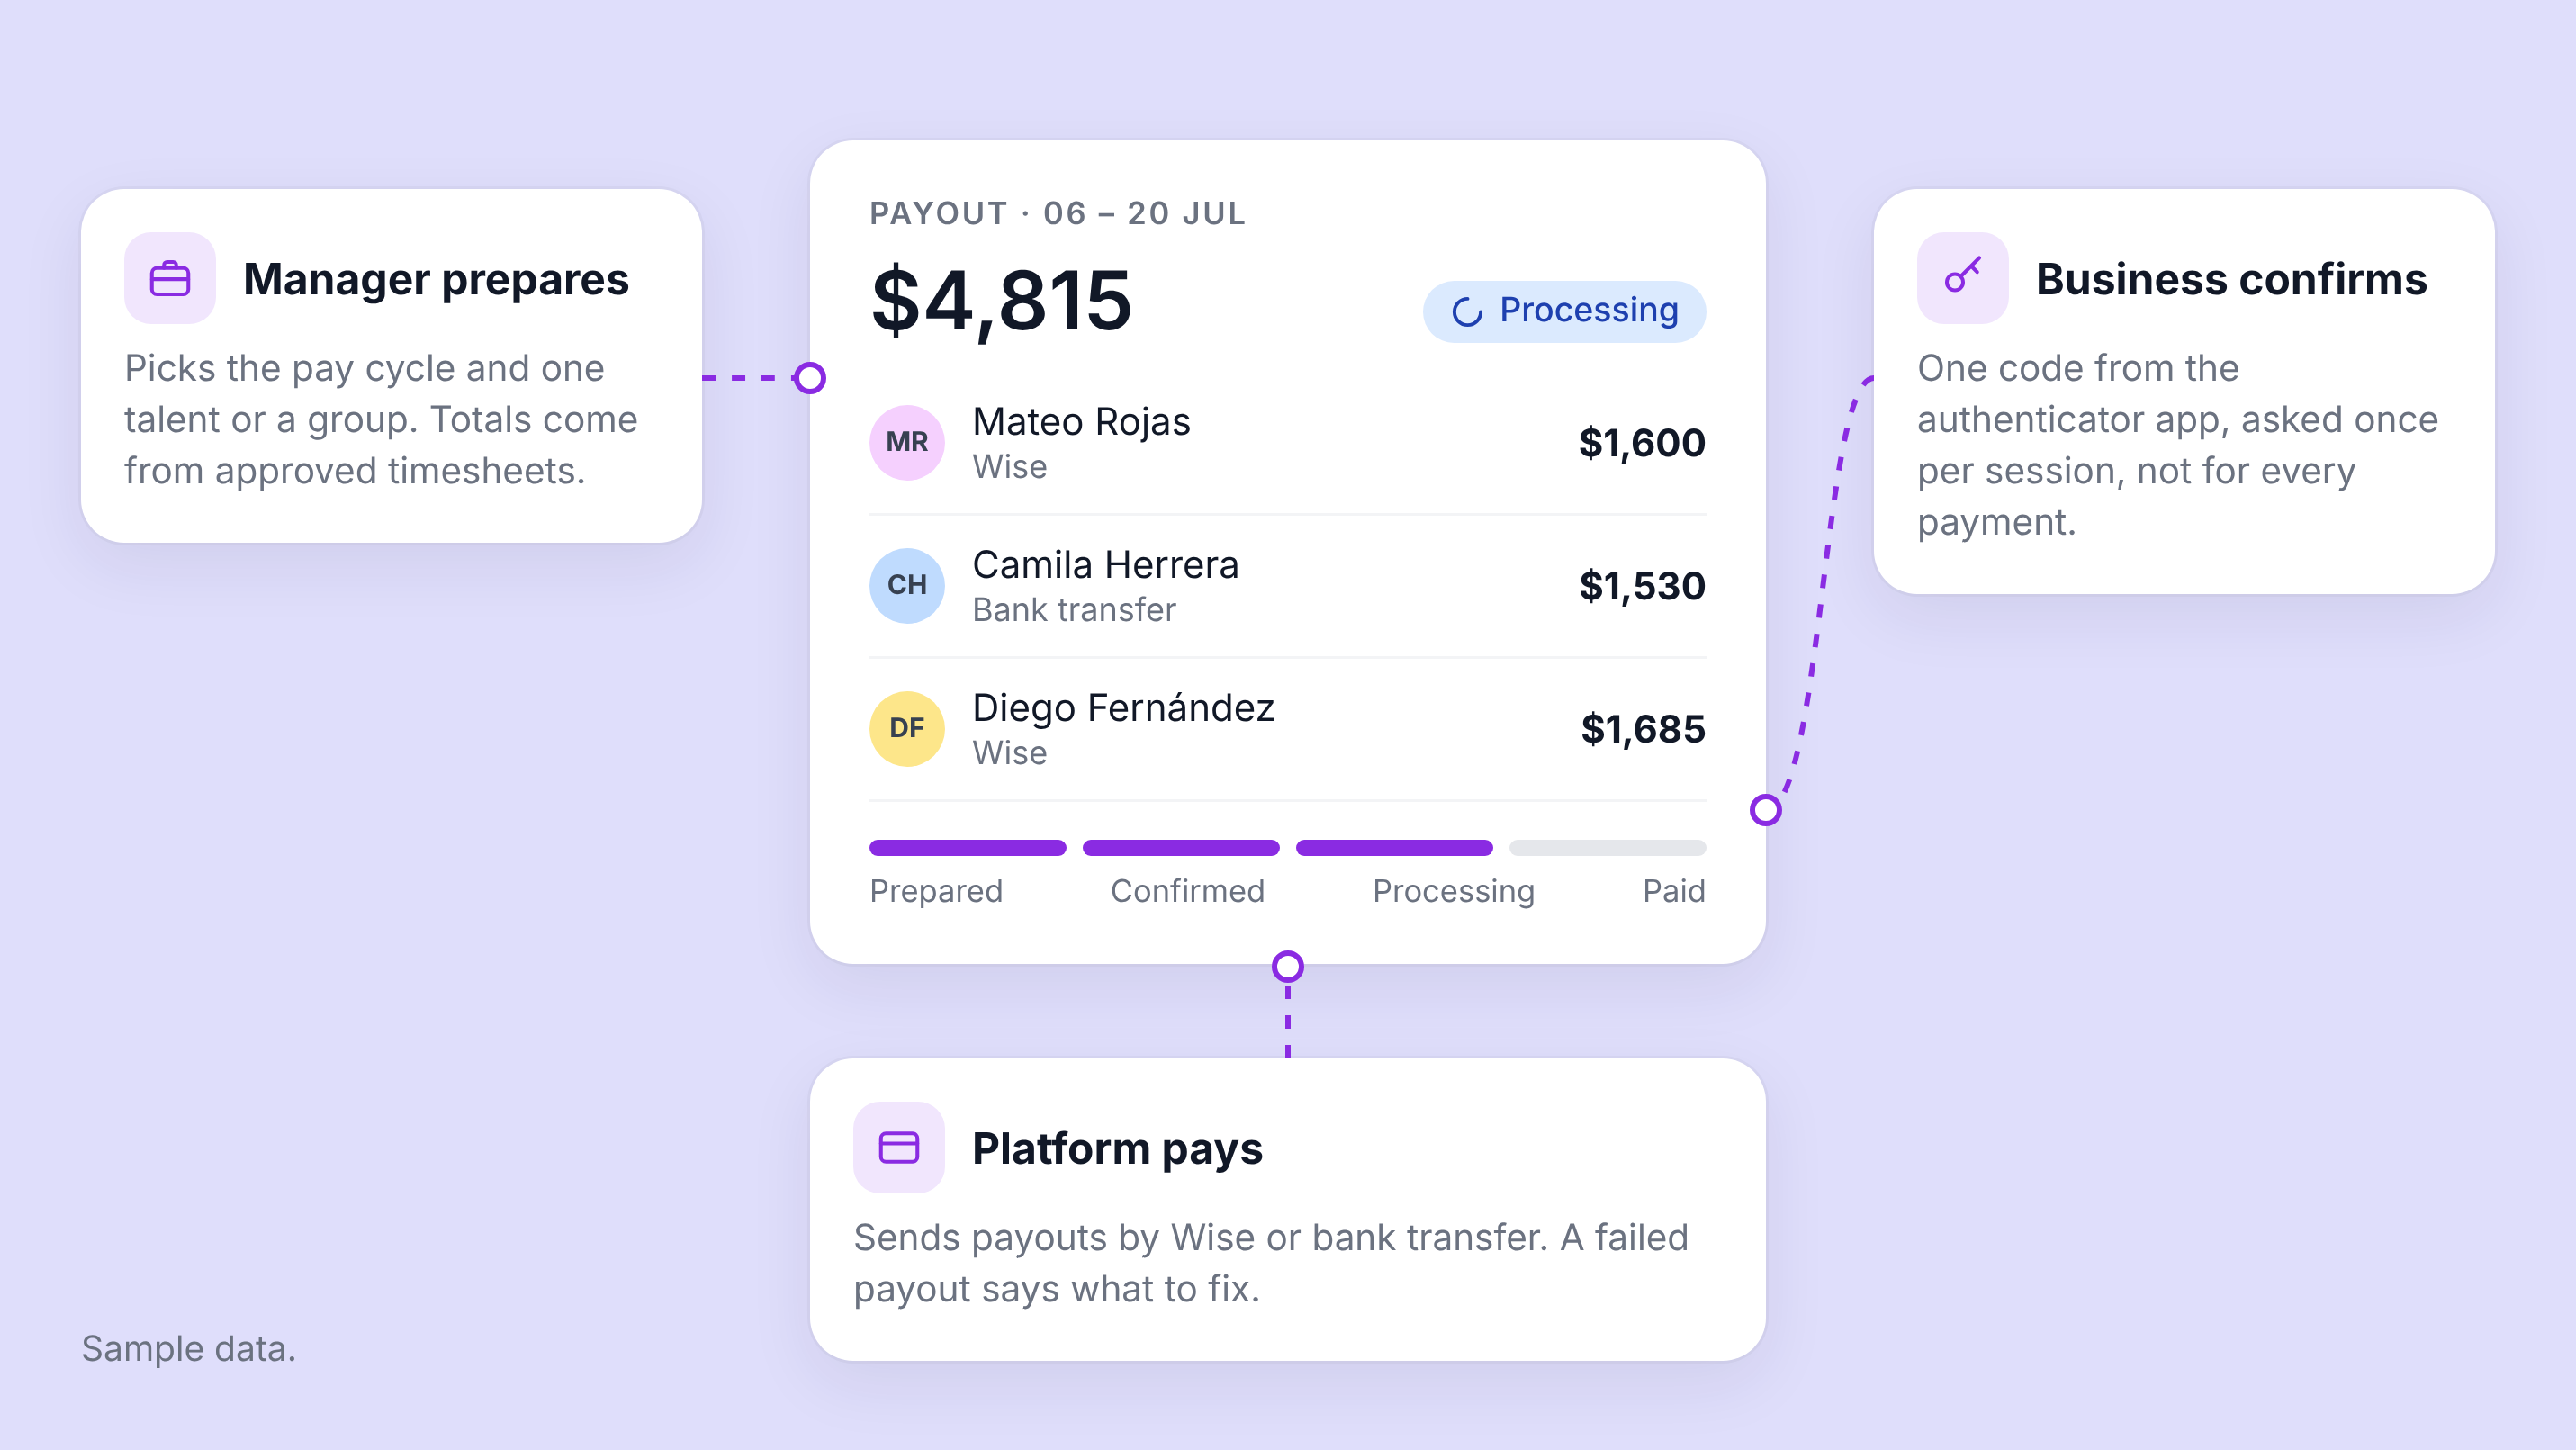 Manager prepares
Picks the pay cycle and one
talent or a group. Totals come
from approved timesheets.
PAYOUT · 06 – 20 JUL
$4,815
Processing
MR
Mateo Rojas
Wise
$1,600
CH
Camila Herrera
Bank transfer
$1,530
DF
Diego Fernández
Wise
$1,685
Prepared
Confirmed
Processing
Paid
Business confirms
One code from the
authenticator app, asked once
per session, not for every
payment.
Platform pays
Sends payouts by Wise or bank transfer. A failed
payout says what to fix.
Sample data.